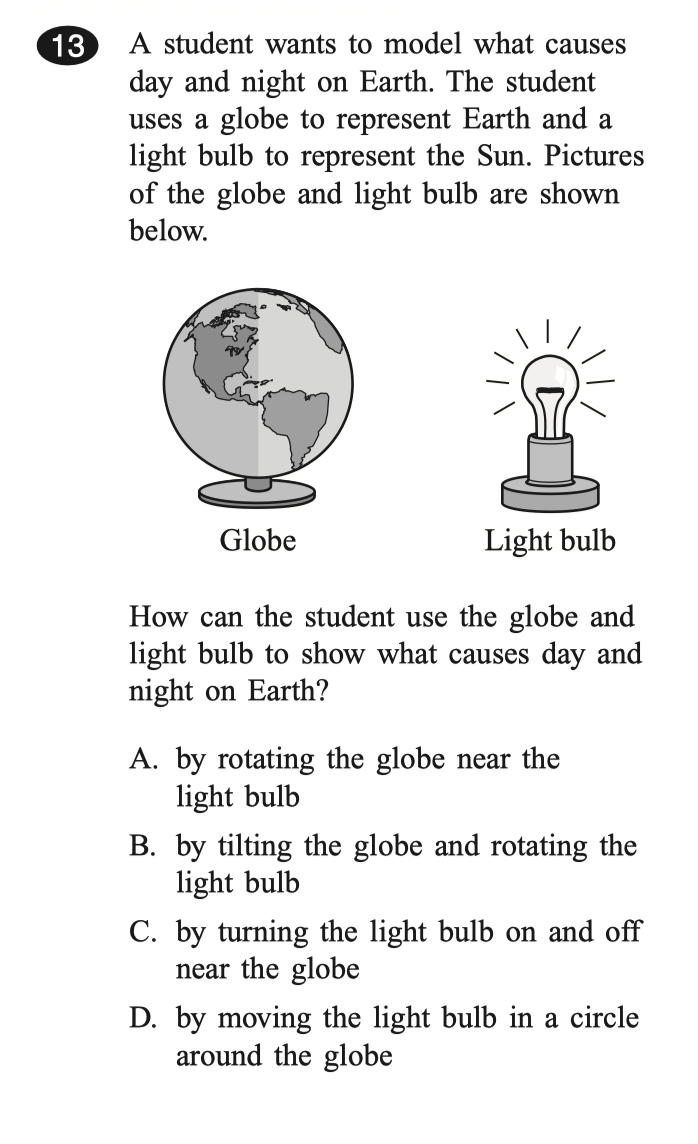 13 A student wants to model what causes
day and night on Earth. The student
uses a globe to represent Earth and a
light bulb to represent the Sun. Pictures
of the globe and light bulb are shown
below.
Globe
Light bulb
How can the student use the globe and
light bulb to show what causes day and
night on Earth?
A. by rotating the globe near the
light bulb
B. by tilting the globe and rotating the
light bulb
C. by turning the light bulb on and off
near the globe
D. by moving the light bulb in a circle
around the globe